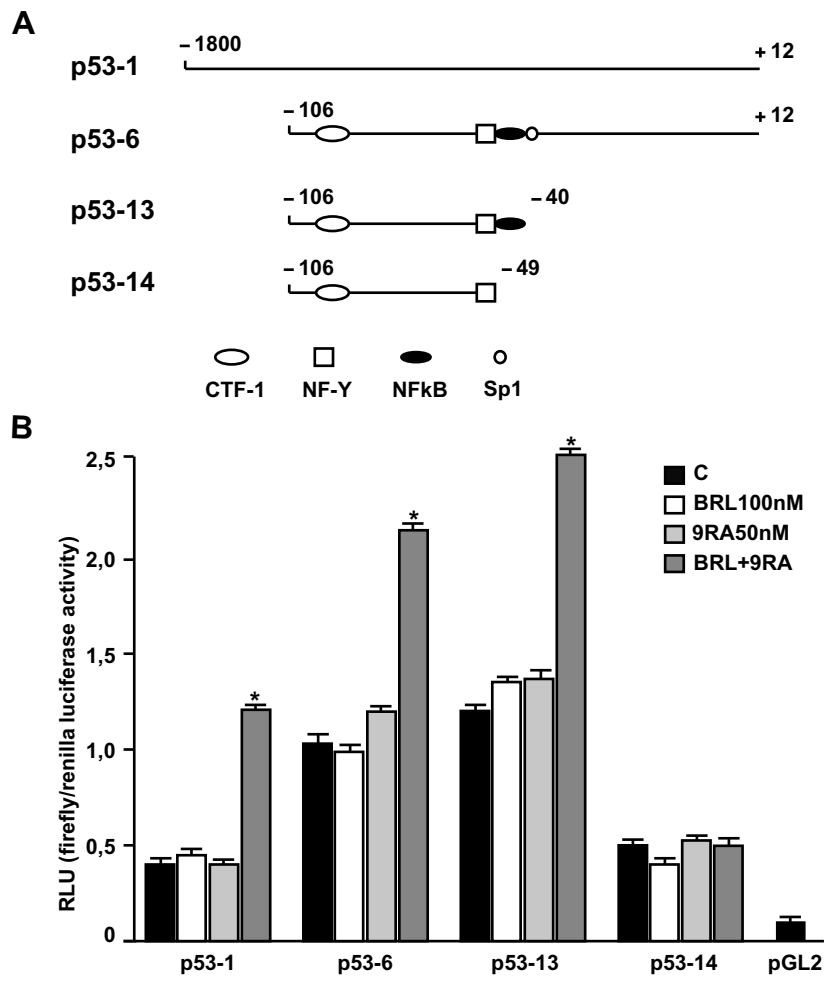 A
p53-1
– 1800
+ 12
p53-6
– 106
+ 12
p53-13
– 106
– 40
p53-14
– 106
– 49
CTF-1 NF-Y NFkB Sp1
B
RLU (firefly/renilla luciferase activity)
2,5
2,0
1,5
1,0
0,5
0
* * *
C
BRL100nM
9RA50nM
BRL+9RA
p53-1 p53-6 p53-13 p53-14 pGL2